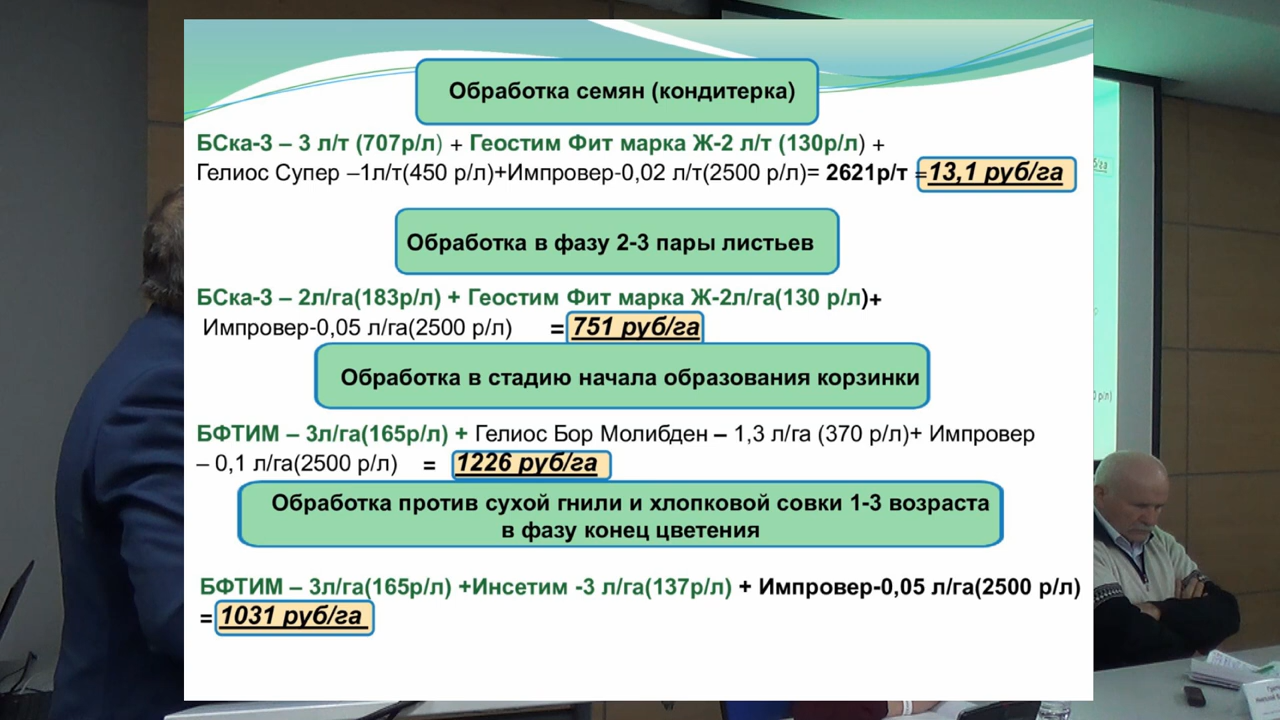 Обработка семян (кондитерка)
БСка-3 – 3 л/т (707р/л) + Геостим Фит марка Ж-2 л/т (130р/л) +
Гелиос Супер –1л/т(450 р/л)+Импровер-0,02 л/т(2500 р/л)= 2621р/т =13,1 руб/га
Обработка в фазу 2-3 пары листьев
БСка-3 – 2л/га(183р/л) + Геостим Фит марка Ж-2л/га(130 р/л)+
Импровер-0,05 л/га(2500 р/л) = 751 руб/га
Обработка в стадию начала образования корзинки
БФТИМ – 3л/га(165р/л) + Гелиос Бор Молибден – 1,3 л/га (370 р/л)+ Импровер
– 0,1 л/га(2500 р/л) = 1226 руб/га
Обработка против сухой гнили и хлопковой совки 1-3 возраста
в фазу конец цветения
БФТИМ – 3л/га(165р/л) +Инсетим -3 л/га(137р/л) + Импровер-0,05 л/га(2500 р/л)
= 1031 руб/га